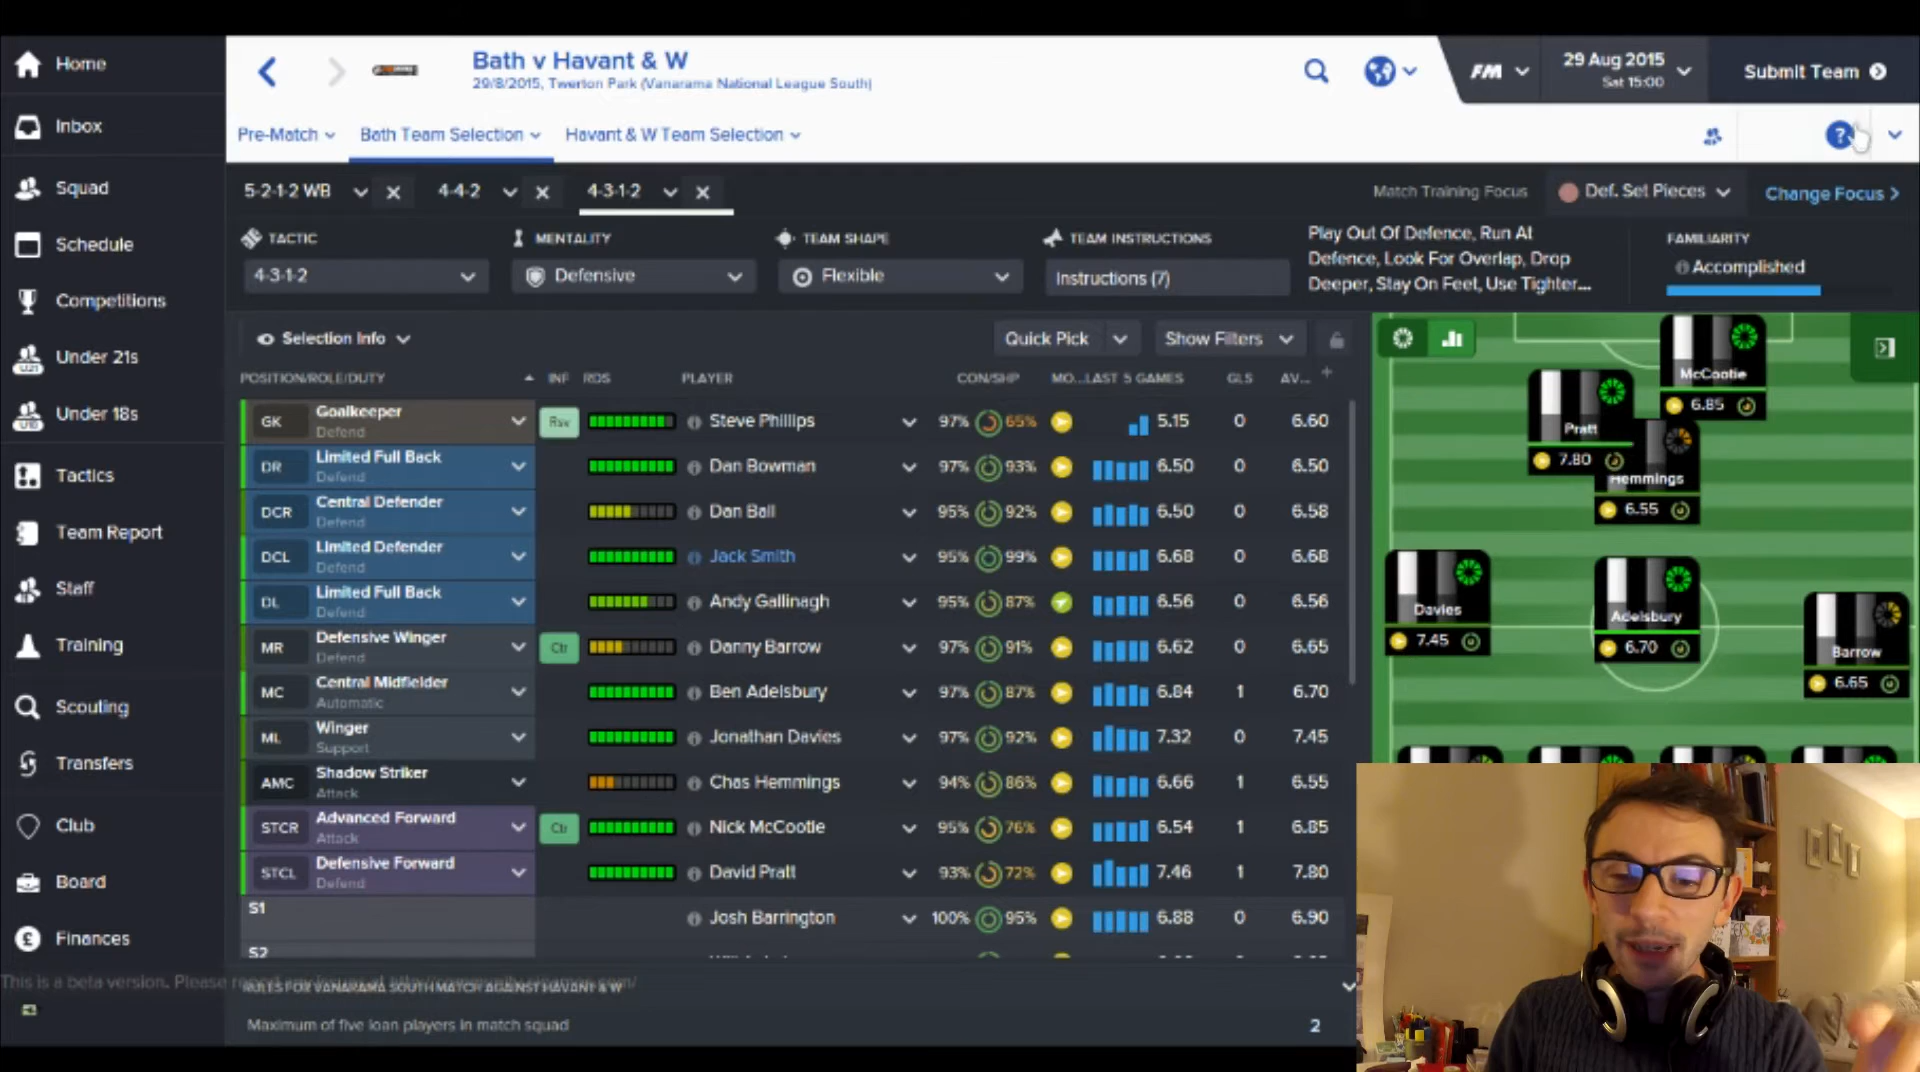 Home
Inbox
Squad
Schedule
Competitions
Under 21s
Under 18s
Tactics
Team Report
Staff
Training
Scouting
Transfers
Club
Board
Finances
Bath v Havant & W
29/8/2015, Twerton Park (Vanarama National League South)
FM
29 Aug 2015
Sat 15:00
Submit Team
Pre-Match
Bath Team Selection
Havant & W Team Selection
?
5-2-1-2 WB
4-4-2
4-3-1-2
Match Training Focus
Def. Set Pieces
Change Focus
TACTIC
4-3-1-2
MENTALITY
Defensive
TEAM SHAPE
Flexible
TEAM INSTRUCTIONS
Instructions (7)
Play Out Of Defence, Run At
Defence, Look For Overlap, Drop
Deeper, Stay On Feet, Use Tighter...
FAMILIARITY
Accomplished
Selection Info
Quick Pick
Show Filters
POSITION/ROLE/DUTY INF RDS PLAYER CON/SHP MO... LAST 5 GAMES GLS AV...
GK Goalkeeper Defend Rsv Steve Phillips 97% 65% 5.15 0 6.60
DR Limited Full Back Defend Dan Bowman 97% 93% 6.50 0 6.50
DCR Central Defender Defend Dan Ball 95% 92% 6.50 0 6.58
DCL Limited Defender Defend Jack Smith 95% 99% 6.68 0 6.68
DL Limited Full Back Defend Andy Gallinagh 95% 87% 6.56 0 6.56
MR Defensive Winger Defend Ctr Danny Barrow 97% 91% 6.62 0 6.65
MC Central Midfielder Automatic Ben Adelsbury 97% 87% 6.84 1 6.70
ML Winger Support Jonathan Davies 97% 92% 7.32 0 7.45
AMC Shadow Striker Attack Chas Hemmings 94% 86% 6.66 1 6.55
STCR Advanced Forward Attack Ctr Nick McCootie 95% 76% 6.54 1 6.85
STCL Defensive Forward Defend David Pratt 93% 72% 7.46 1 7.80
S1 Josh Barrington 100% 95% 6.88 0 6.90
S2
McCootie
6.85
Pratt
7.80
Hemmings
6.55
Davies
7.45
Adelsbury
6.70
Barrow
6.65
This is a beta version. Please
RULES FOR VANARAMA SOUTH MATCH AGAINST HAVANT & W
Maximum of five loan players in match squad 2